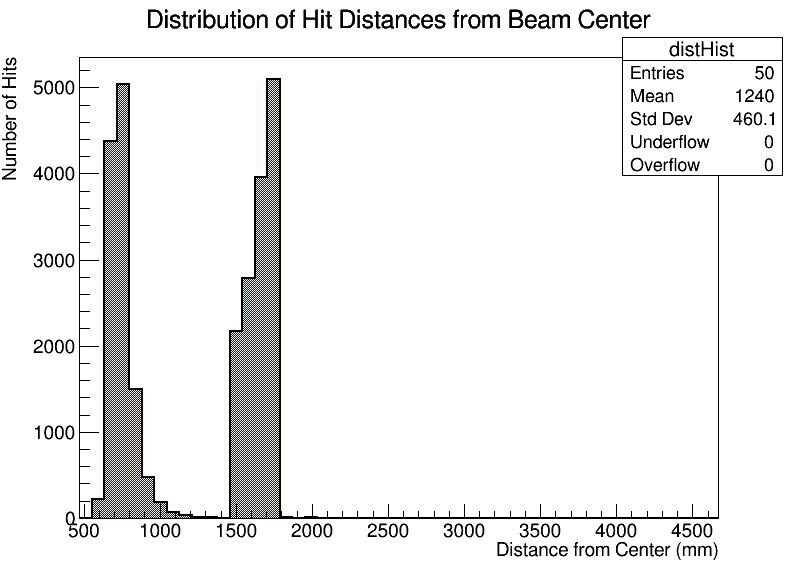 Distribution of Hit Distances from Beam Center
distHist
Entries 50
Mean 1240
Std Dev 460.1
Underflow 0
Overflow 0
Number of Hits
5000
4000
3000
2000
1000
0
500 1000 1500 2000 2500 3000 3500 4000 4500
Distance from Center (mm)